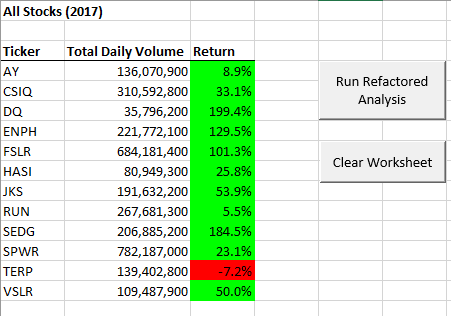 All Stocks (2017)
Ticker Total Daily Volume Return
AY 136,070,900 8.9%
CSIQ 310,592,800 33.1%
DQ 35,796,200 199.4%
ENPH 221,772,100 129.5%
FSLR 684,181,400 101.3%
HASI 80,949,300 25.8%
JKS 191,632,200 53.9%
RUN 267,681,300 5.5%
SEDG 206,885,200 184.5%
SPWR 782,187,000 23.1%
TERP 139,402,800 -7.2%
VSLR 109,487,900 50.0%
Run Refactored
Analysis
Clear Worksheet